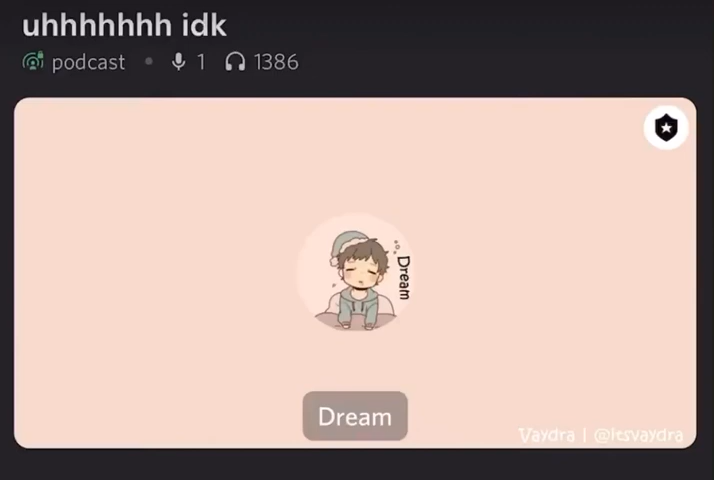 uhhhhhhh idk
podcast • 1 1386
Dream
Dream
Vaydra | @itsvaydra